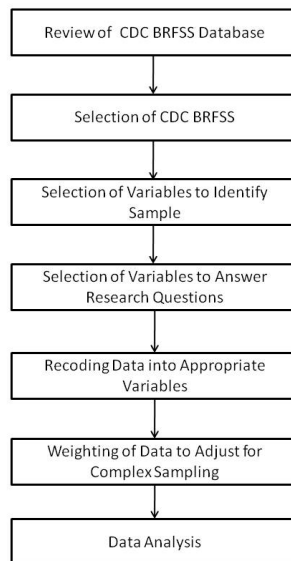 Review of CDC BRFSS Database
Selection of CDC BRFSS
Selection of Variables to Identify
Sample
Selection of Variables to Answer
Research Questions
Recoding Data into Appropriate
Variables
Weighting of Data to Adjust for
Complex Sampling
Data Analysis